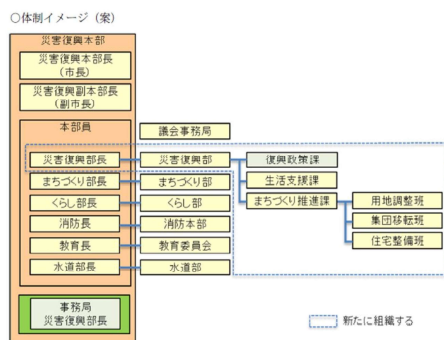 ○体制イメージ（案）
災害復興本部
災害復興本部長
（市長）
災害復興副本部長
（副市長）
本部員
議会事務局
災害復興部長
災害復興部
復興政策課
まちづくり部長
まちづくり部
生活支援課
くらし部長
くらし部
まちづくり推進課
用地調整班
消防長
消防本部
集団移転班
教育長
教育委員会
住宅整備班
水道部長
水道部
事務局
災害復興部長
新たに組織する